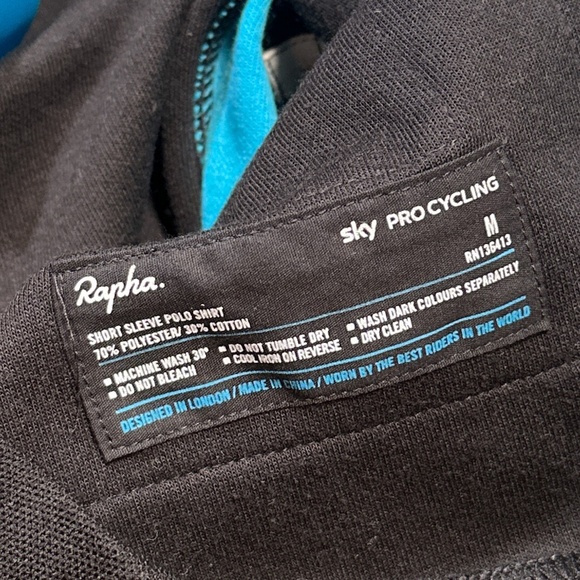 Rapha.
sky PRO CYCLING
M
RN136413
SHORT SLEEVE POLO SHIRT
70% POLYESTER/ 30% COTTON
▪ MACHINE WASH 30° ▪ DO NOT TUMBLE DRY ▪ WASH DARK COLOURS SEPARATELY
▪ DO NOT BLEACH ▪ COOL IRON ON REVERSE ▪ DRY CLEAN
DESIGNED IN LONDON / MADE IN CHINA / WORN BY THE BEST RIDERS IN THE WORLD